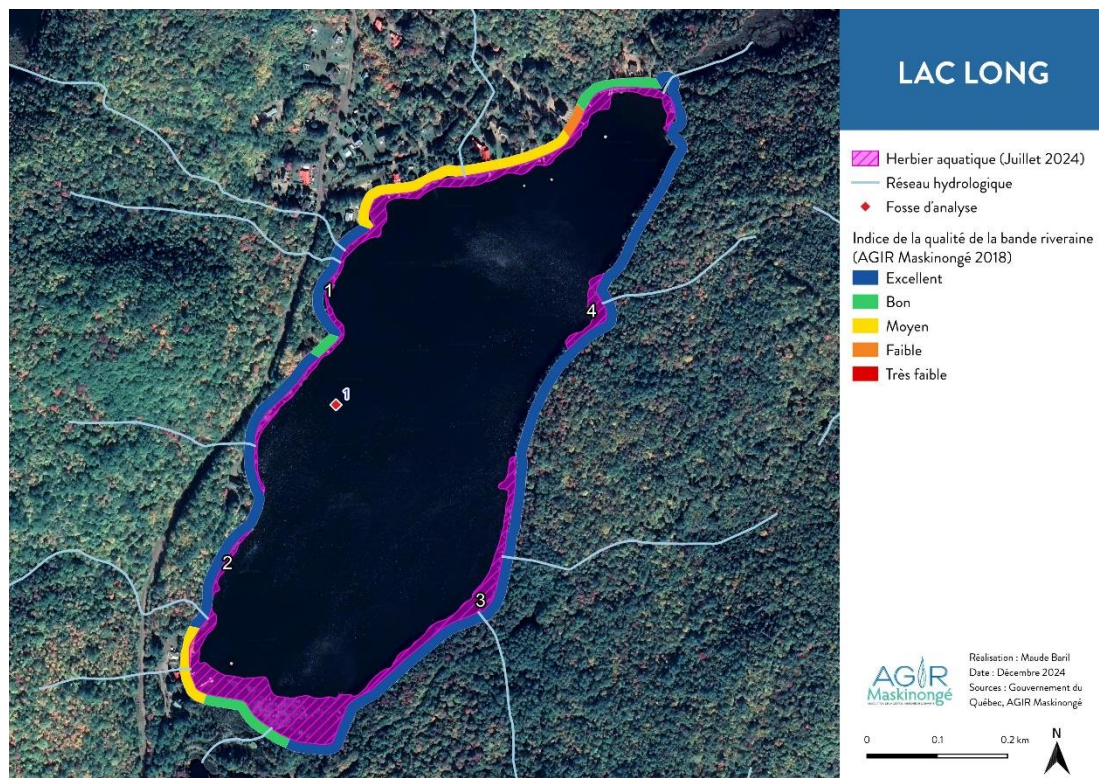 LAC LONG
Herbier aquatique (Juillet 2024)
Réseau hydrologique
Fosse d'analyse
Indice de la qualité de la bande riveraine
(AGIR Maskinongé 2018)
Excellent
Bon
Moyen
Faible
Très faible
1
4
1
2
3
AGIR
Maskinongé
Réalisation : Maude Baril
Date : Décembre 2024
Sources : Gouvernement du
Québec, AGIR Maskinongé
0 0.1 0.2 km
N